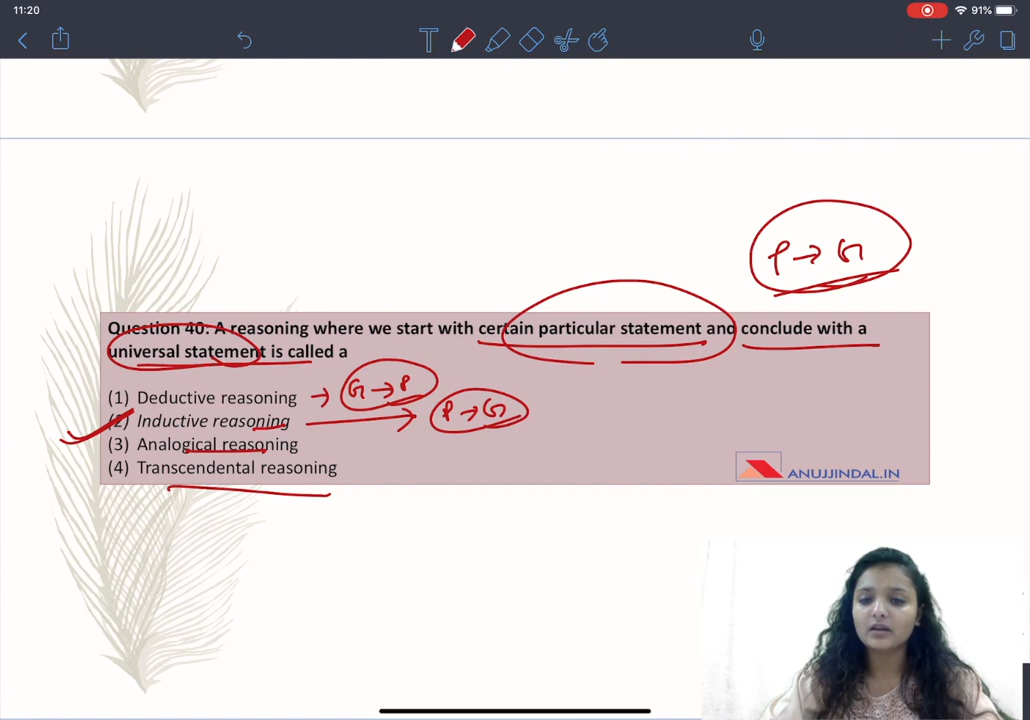 11:20
91%
P → G
Question 40: A reasoning where we start with certain particular statement and conclude with a
universal statement is called a
(1) Deductive reasoning → G → P
(2) Inductive reasoning → P → G
(3) Analogical reasoning
(4) Transcendental reasoning
ANUJJINDAL.IN